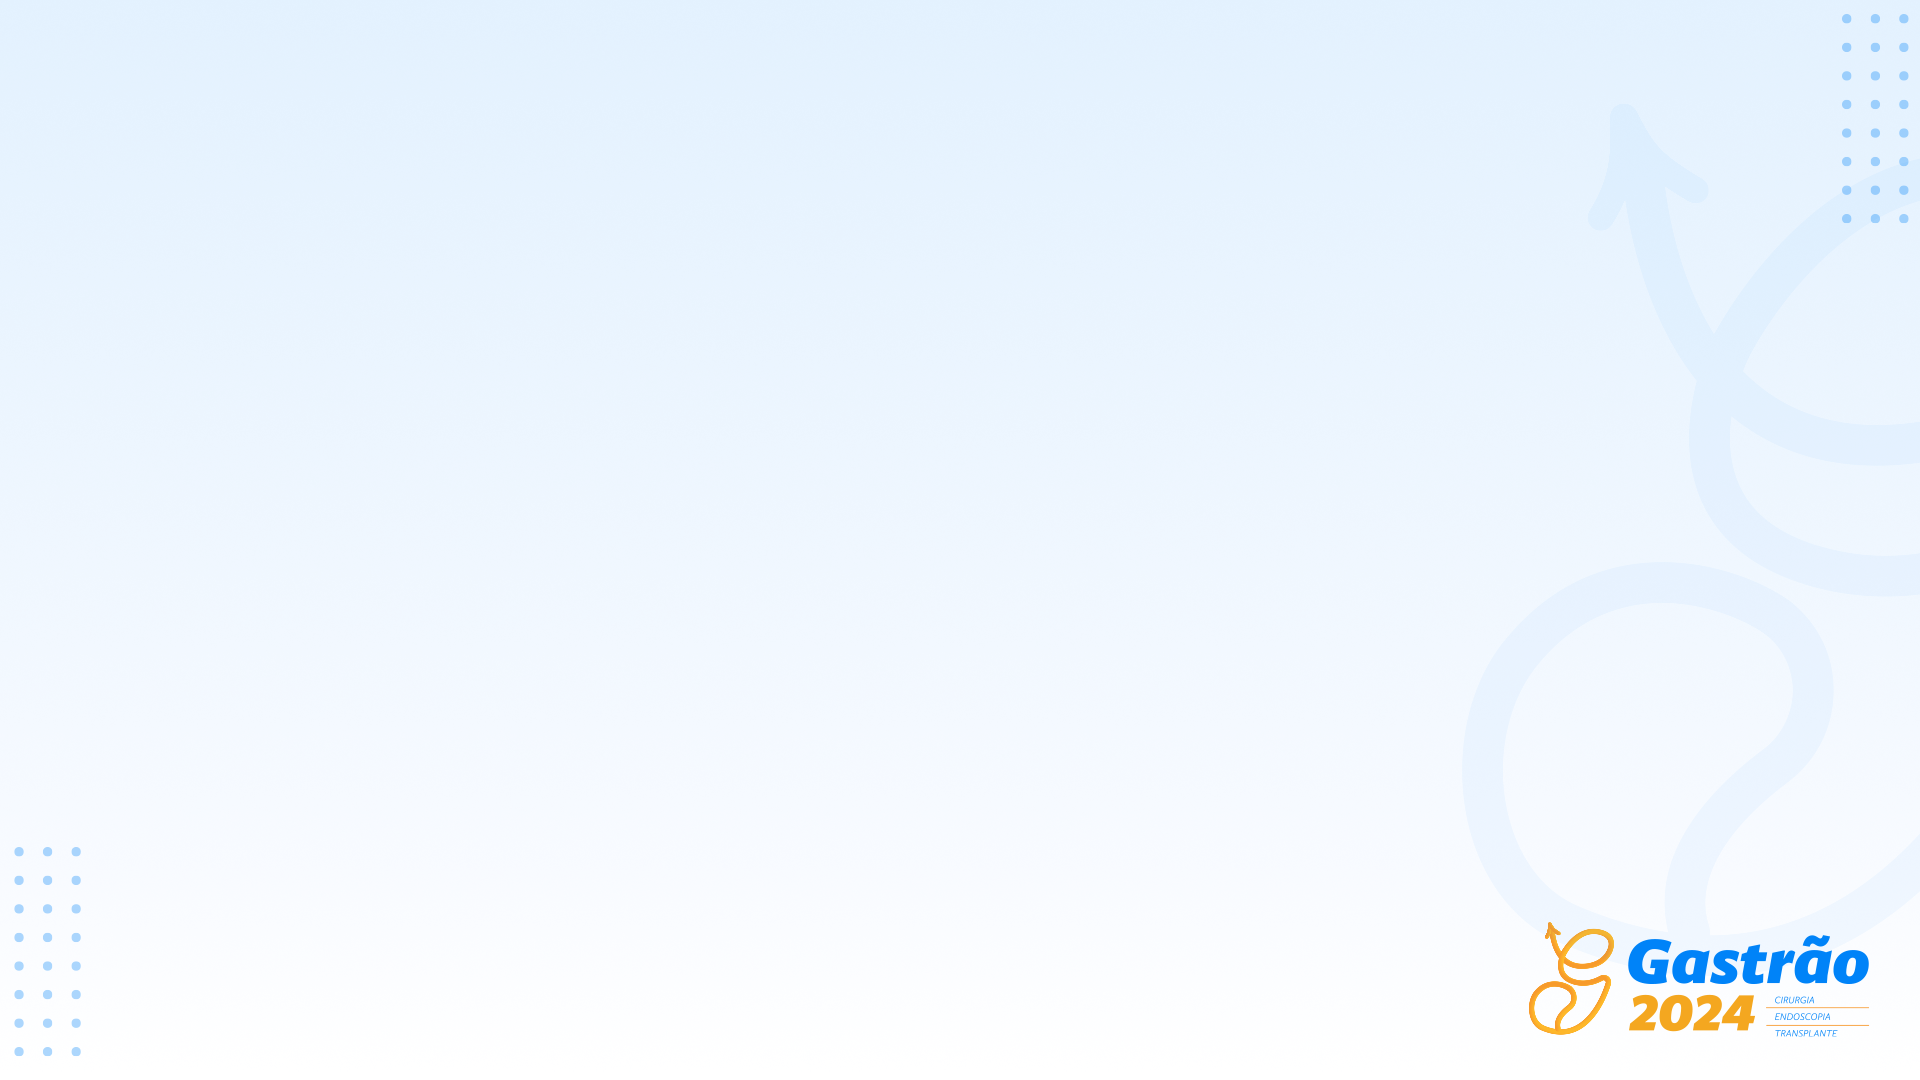 Gastrão
2024
CIRURGIA
ENDOSCOPIA
TRANSPLANTE